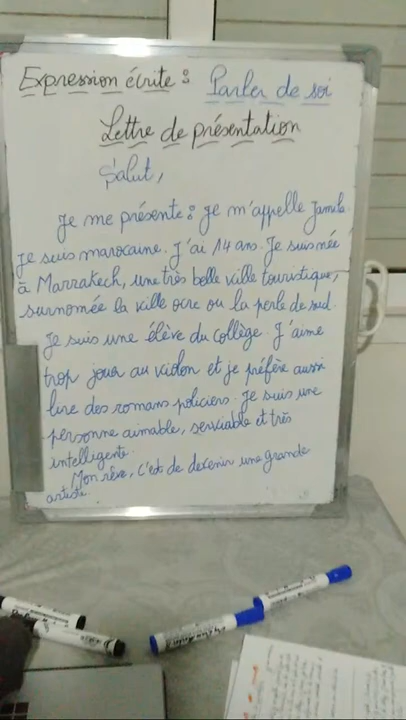 Expression écrite : Parler de soi
Lettre de présentation
Salut,
Je me présente : Je m'appelle Jamila.
Je suis marocaine. J'ai 14 ans. Je suis née
à Marrakech, une très belle ville touristique,
surnomée la ville ocre ou la perle de sud.
Je suis une élève du collège. J'aime
trop jouer au violon et je préfère aussi
lire des romans policiers. Je suis une
personne aimable, serviable et très
intelligente.
Mon rêve, c'est de devenir une grande
artiste.